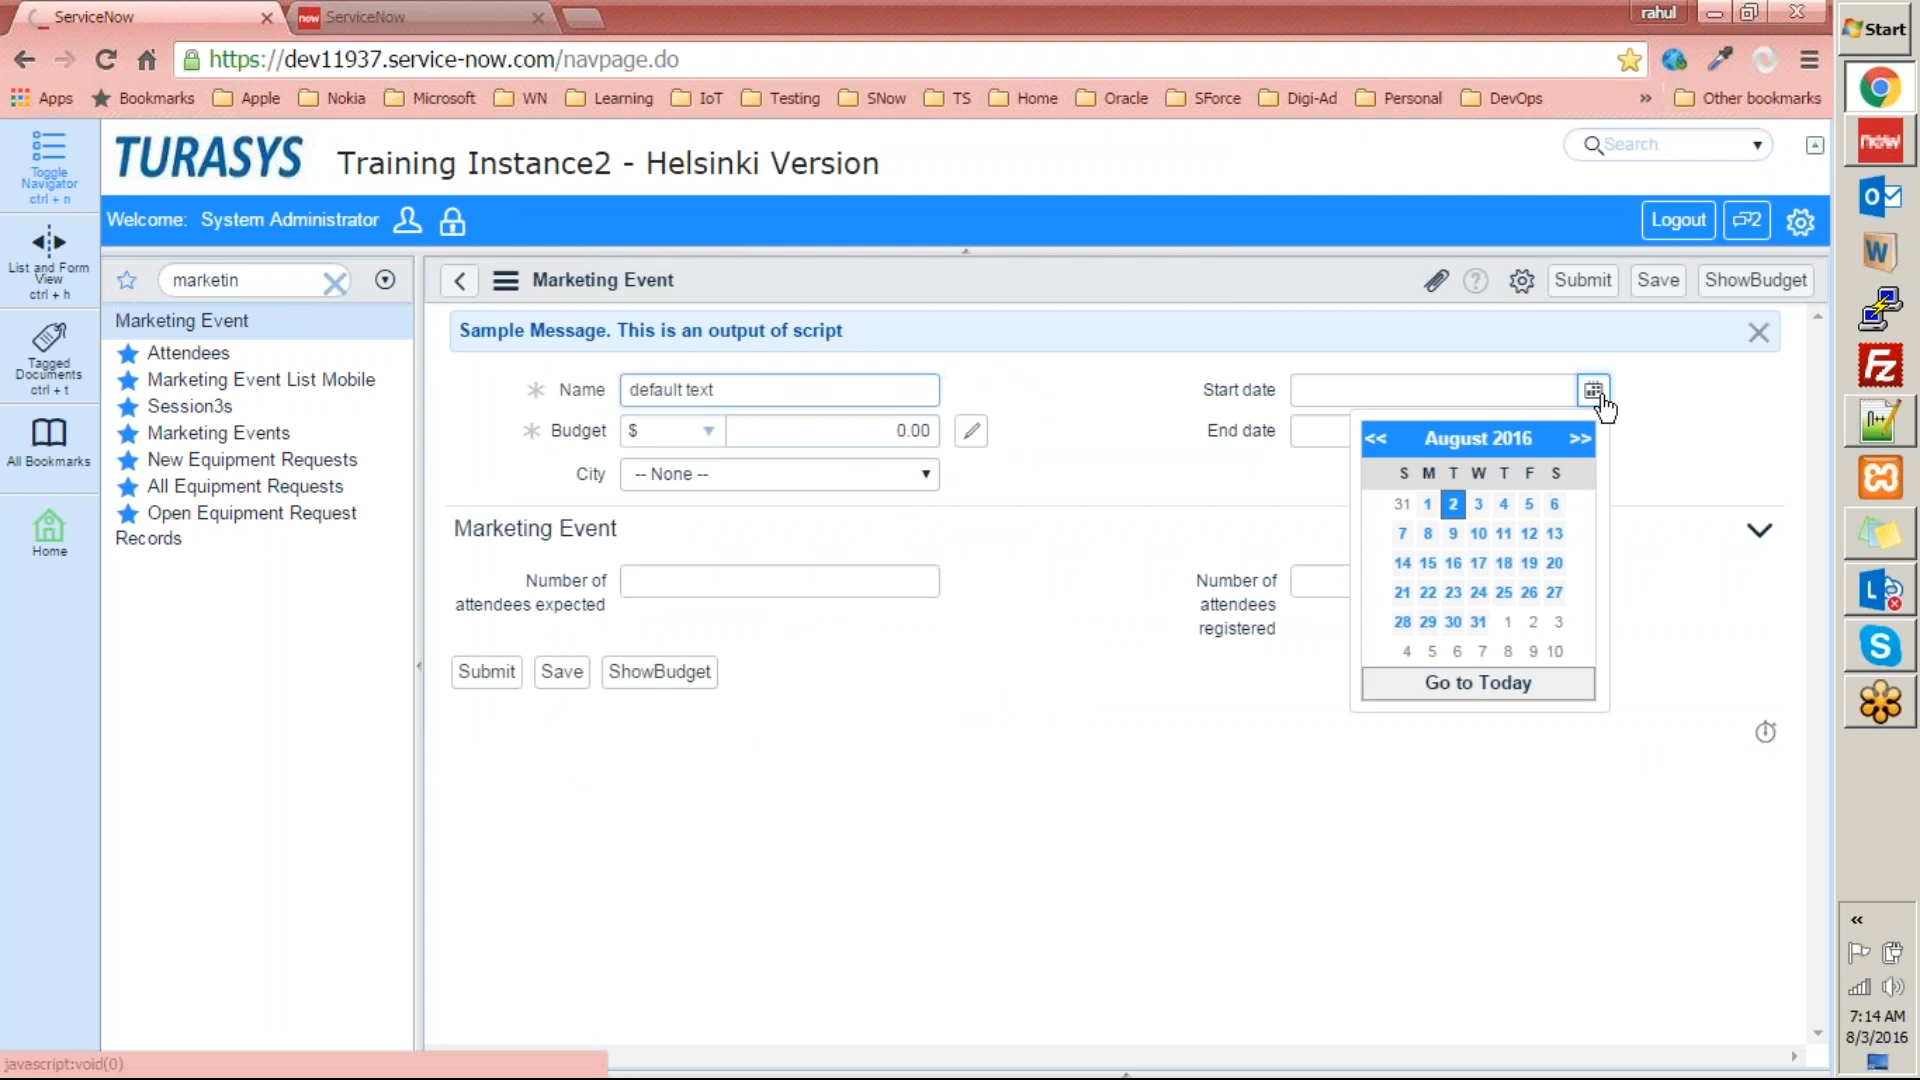 ServiceNow
now ServiceNow
rahul
https://dev11937.service-now.com/navpage.do
Apps Bookmarks Apple Nokia Microsoft WN Learning IoT Testing SNow TS Home Oracle SForce Digi-Ad Personal DevOps » Other bookmarks
Start
Toggle
Navigator
ctrl + n
TURASYS Training Instance2 - Helsinki Version
Search
Welcome: System Administrator
Logout
2
List and Form
View
ctrl + h
marketin
Marketing Event
Attendees
Marketing Event List Mobile
Session3s
Marketing Events
New Equipment Requests
All Equipment Requests
Open Equipment Request
Records
Tagged
Documents
ctrl + t
All Bookmarks
Home
Marketing Event
Submit
Save
ShowBudget
Sample Message. This is an output of script
Name default text
Budget $ 0.00
City -- None --
Start date
End date
<< August 2016 >>
S M T W T F S
31 1 2 3 4 5 6
7 8 9 10 11 12 13
14 15 16 17 18 19 20
21 22 23 24 25 26 27
28 29 30 31 1 2 3
4 5 6 7 8 9 10
Go to Today
Marketing Event
Number of
attendees expected
Number of
attendees
registered
Submit Save ShowBudget
javascript:void(0)
now
«
7:14 AM
8/3/2016